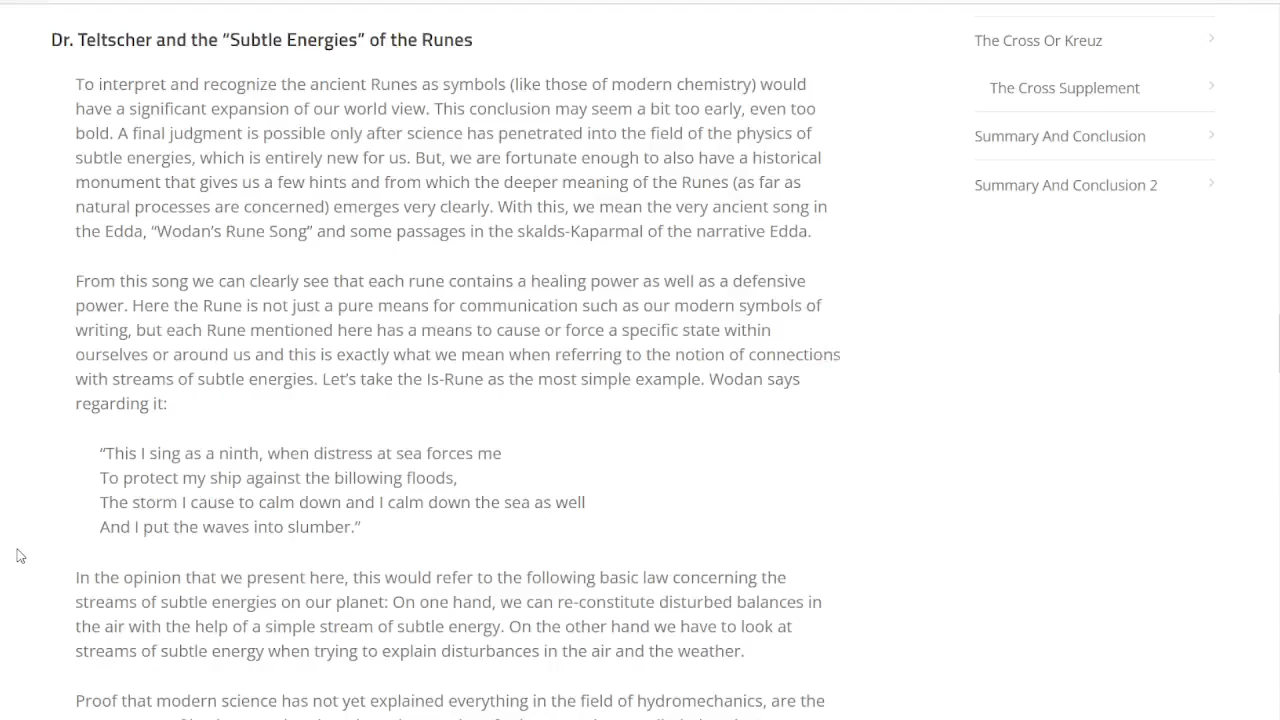 Dr. Teltscher and the “Subtle Energies” of the Runes
To interpret and recognize the ancient Runes as symbols (like those of modern chemistry) would
have a significant expansion of our world view. This conclusion may seem a bit too early, even too
bold. A final judgment is possible only after science has penetrated into the field of the physics of
subtle energies, which is entirely new for us. But, we are fortunate enough to also have a historical
monument that gives us a few hints and from which the deeper meaning of the Runes (as far as
natural processes are concerned) emerges very clearly. With this, we mean the very ancient song in
the Edda, “Wodan’s Rune Song” and some passages in the skalds-Kaparmal of the narrative Edda.
From this song we can clearly see that each rune contains a healing power as well as a defensive
power. Here the Rune is not just a pure means for communication such as our modern symbols of
writing, but each Rune mentioned here has a means to cause or force a specific state within
ourselves or around us and this is exactly what we mean when referring to the notion of connections
with streams of subtle energies. Let’s take the Is-Rune as the most simple example. Wodan says
regarding it:
“This I sing as a ninth, when distress at sea forces me
To protect my ship against the billowing floods,
The storm I cause to calm down and I calm down the sea as well
And I put the waves into slumber.”
In the opinion that we present here, this would refer to the following basic law concerning the
streams of subtle energies on our planet: On one hand, we can re-constitute disturbed balances in
the air with the help of a simple stream of subtle energy. On the other hand we have to look at
streams of subtle energy when trying to explain disturbances in the air and the weather.
Proof that modern science has not yet explained everything in the field of hydromechanics, are the
The Cross Or Kreuz
The Cross Supplement
Summary And Conclusion
Summary And Conclusion 2